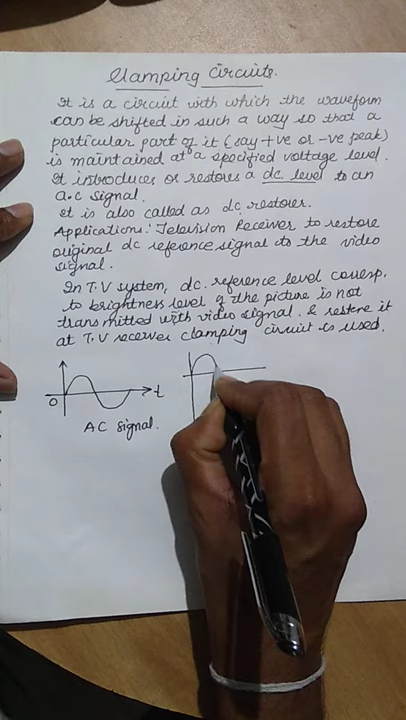 Clamping Circuits.
It is a circuit with which the waveform
can be shifted in such a way so that a
particular part of it (say +ve or -ve peak)
is maintained at a specified voltage level.
It introduces or restores a dc level to an
a.c signal.
It is also called as d.c. restorer.
Applications: Television Receiver to restore
original dc reference signal to the video
signal.
In T.V system, d.c. reference level corresp.
to brightness level of the picture is not
transmitted with video signal. & restore it
at T.V receiver clamping circuit is used.
0 t
AC signal.